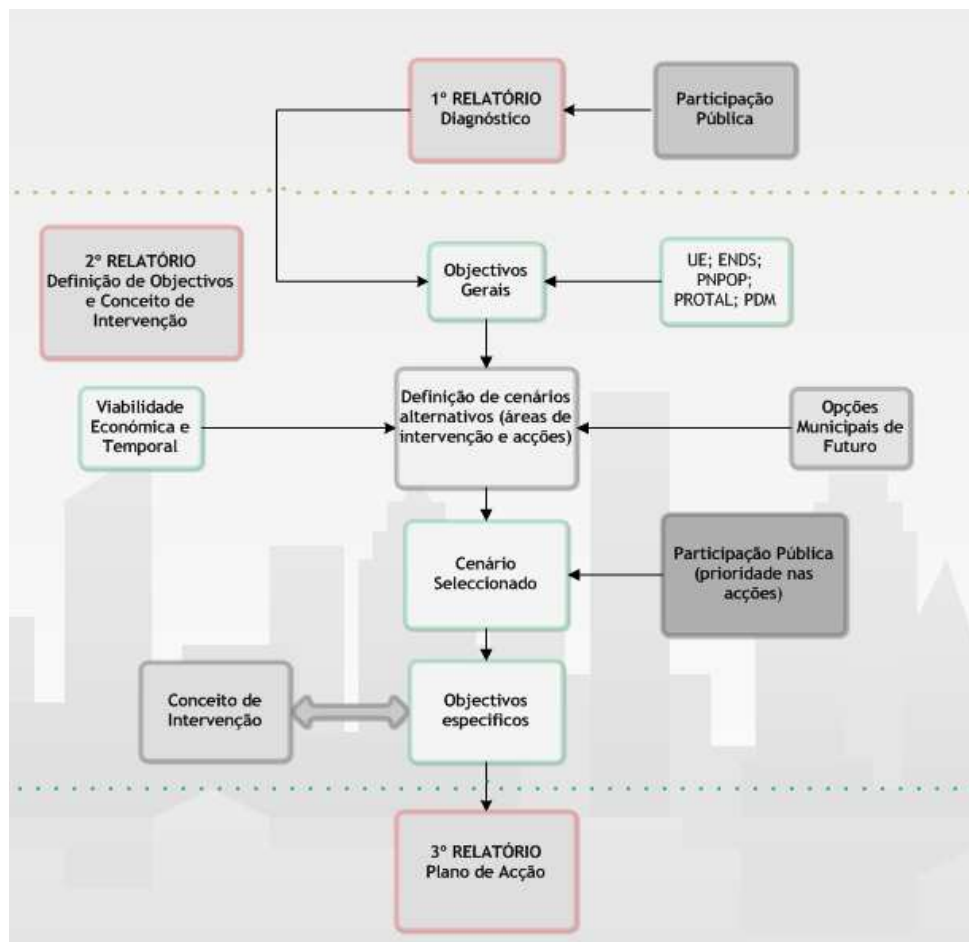 1º RELATÓRIO
Diagnóstico
Participação
Pública
2º RELATÓRIO
Definição de Objectivos
e Conceito de
Intervenção
Objectivos
Gerais
UE; ENDS;
PNPOP;
PROTAL; PDM
Viabilidade
Económica e
Temporal
Definição de cenários
alternativos (áreas de
intervenção e acções)
Opções
Municipais de
Futuro
Cenário
Seleccionado
Participação Pública
(prioridade nas
acções)
Conceito de
Intervenção
Objectivos
especificos
3º RELATÓRIO
Plano de Acção